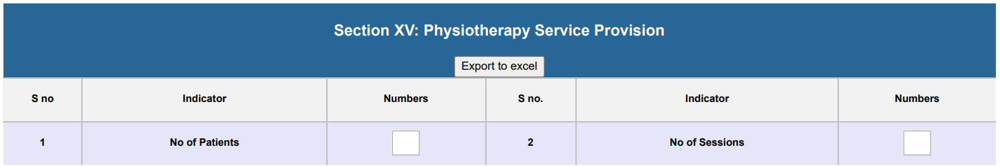 Section XV: Physiotherapy Service Provision
Export to excel
S no Indicator Numbers S no. Indicator Numbers
1 No of Patients 2 No of Sessions